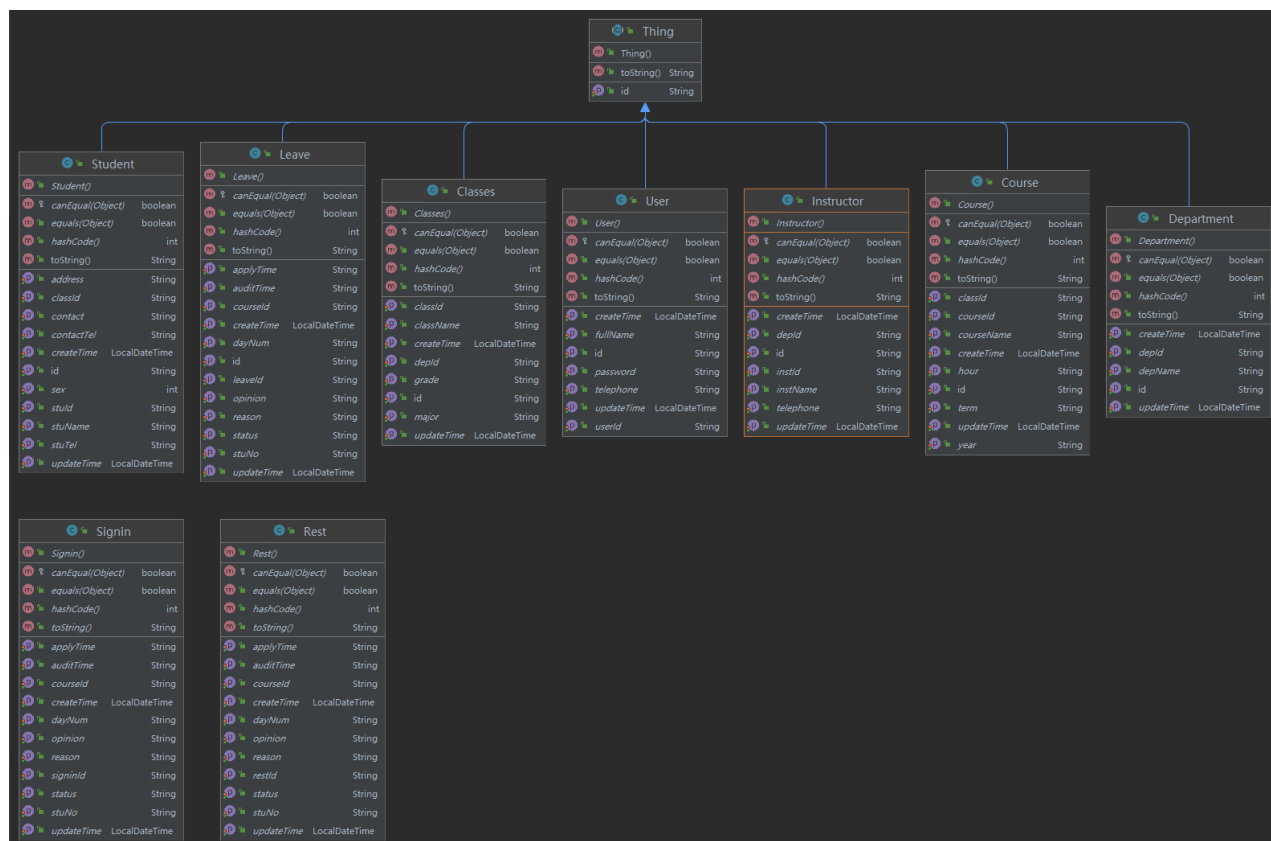 Thing
Thing()
toString() String
id String
Student
Student()
canEqual(Object) boolean
equals(Object) boolean
hashCode() int
toString() String
address String
classId String
contact String
contactTel String
createTime LocalDateTime
id String
sex int
stuId String
stuName String
stuTel String
updateTime LocalDateTime
Leave
Leave()
canEqual(Object) boolean
equals(Object) boolean
hashCode() int
toString() String
applyTime String
auditTime String
courseId String
createTime LocalDateTime
dayNum String
id String
leaveId String
opinion String
reason String
status String
stuNo String
updateTime LocalDateTime
Classes
Classes()
canEqual(Object) boolean
equals(Object) boolean
hashCode() int
toString() String
classId String
className String
createTime LocalDateTime
depId String
grade String
id String
major String
updateTime LocalDateTime
User
User()
canEqual(Object) boolean
equals(Object) boolean
hashCode() int
toString() String
createTime LocalDateTime
fullName String
id String
password String
telephone String
updateTime LocalDateTime
userId String
Instructor
Instructor()
canEqual(Object) boolean
equals(Object) boolean
hashCode() int
toString() String
createTime LocalDateTime
depId String
id String
instId String
instName String
telephone String
updateTime LocalDateTime
Course
Course()
canEqual(Object) boolean
equals(Object) boolean
hashCode() int
toString() String
classId String
courseId String
courseName String
createTime LocalDateTime
hour String
id String
term String
updateTime LocalDateTime
year String
Department
Department()
canEqual(Object) boolean
equals(Object) boolean
hashCode() int
toString() String
createTime LocalDateTime
depId String
depName String
id String
updateTime LocalDateTime
Signin
Signin()
canEqual(Object) boolean
equals(Object) boolean
hashCode() int
toString() String
applyTime String
auditTime String
courseId String
createTime LocalDateTime
dayNum String
opinion String
reason String
signinId String
status String
stuNo String
updateTime LocalDateTime
Rest
Rest()
canEqual(Object) boolean
equals(Object) boolean
hashCode() int
toString() String
applyTime String
auditTime String
courseId String
createTime LocalDateTime
dayNum String
opinion String
reason String
restId String
status String
stuNo String
updateTime LocalDateTime